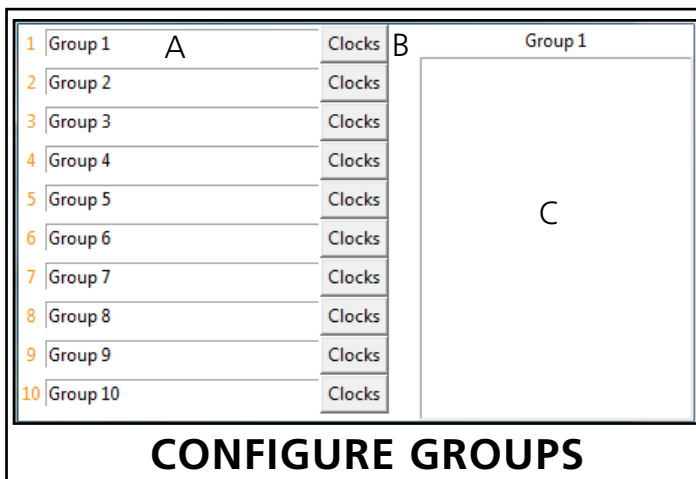 1 Group 1 A Clocks B Group 1
2 Group 2 Clocks
3 Group 3 Clocks
4 Group 4 Clocks
5 Group 5 Clocks C
6 Group 6 Clocks
7 Group 7 Clocks
8 Group 8 Clocks
9 Group 9 Clocks
10 Group 10 Clocks
CONFIGURE GROUPS